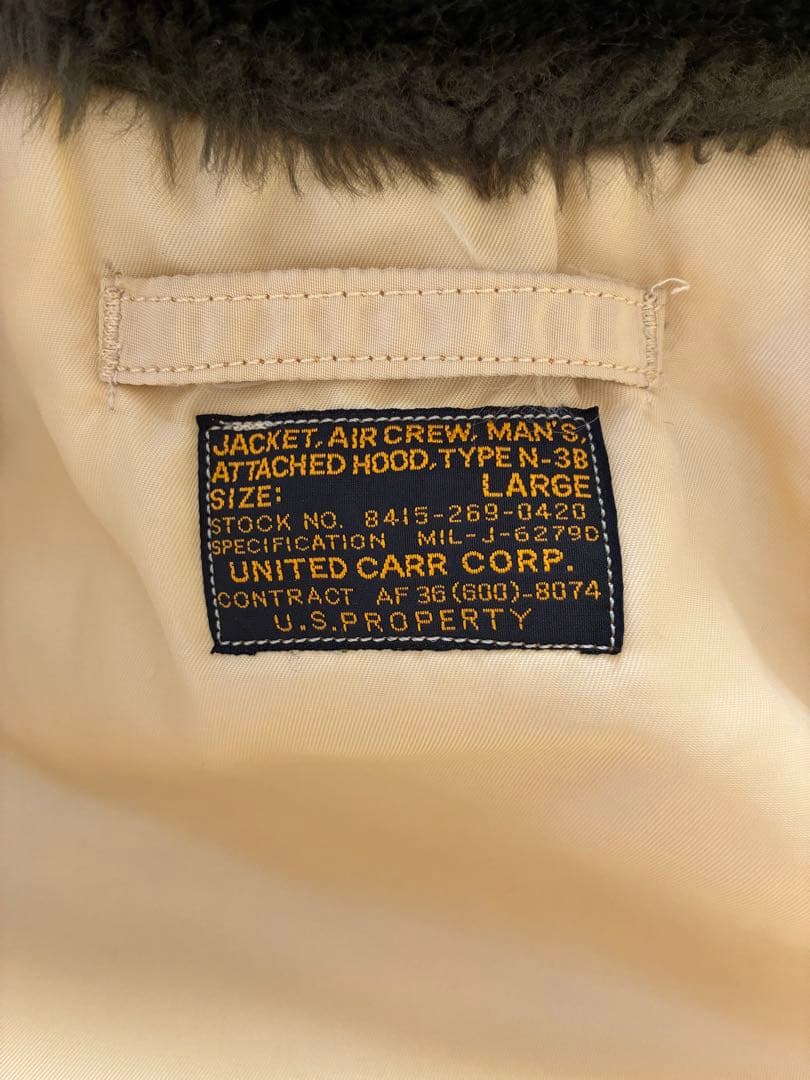 JACKET, AIR CREW, MAN'S,
ATTACHED HOOD, TYPE N-3B
SIZE: LARGE
STOCK NO. 8415-269-0420
SPECIFICATION MIL-J-6279D
UNITED CARR CORP.
CONTRACT AF 36(600)-8074
U.S.PROPERTY